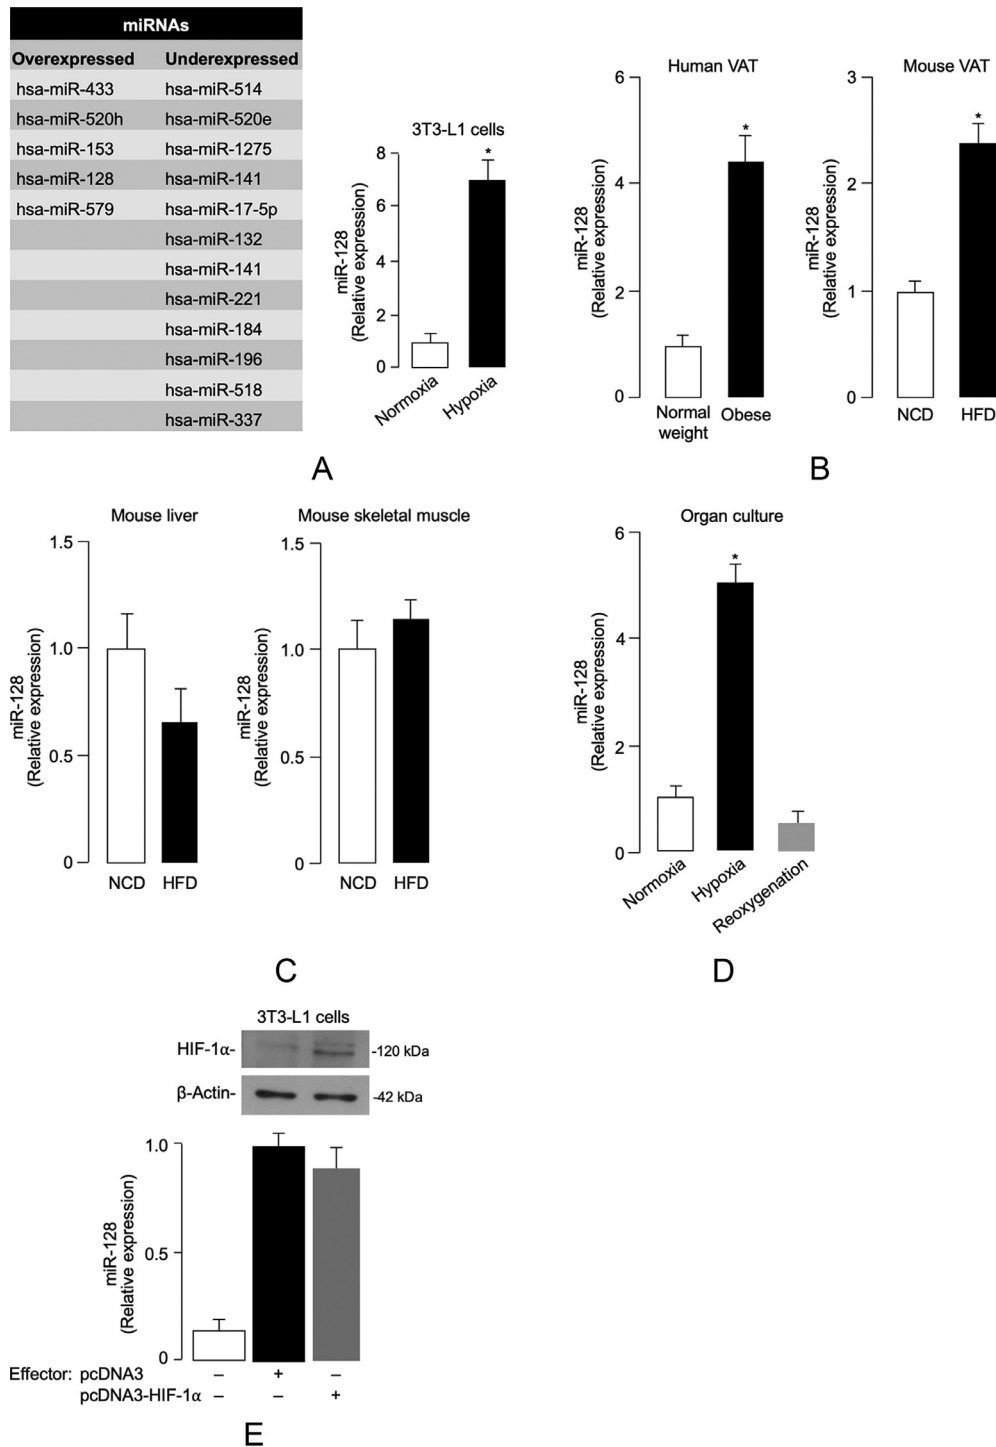 miRNAs
Overexpressed Underexpressed
hsa-miR-433 hsa-miR-514
hsa-miR-520h hsa-miR-520e
hsa-miR-153 hsa-miR-1275
hsa-miR-128 hsa-miR-141
hsa-miR-579 hsa-miR-17-5p
hsa-miR-132
hsa-miR-141
hsa-miR-221
hsa-miR-184
hsa-miR-196
hsa-miR-518
hsa-miR-337
3T3-L1 cells
miR-128
(Relative expression)
8
6
4
2
0
*
Normoxia Hypoxia
A
Human VAT
miR-128
(Relative expression)
6
4
2
0
*
Normal
weight
Obese
Mouse VAT
miR-128
(Relative expression)
3
2
1
0
*
NCD HFD
B
Mouse liver
miR-128
(Relative expression)
1.5
1.0
0.5
0
NCD HFD
Mouse skeletal muscle
miR-128
(Relative expression)
1.5
1.0
0.5
0
NCD HFD
C
Organ culture
miR-128
(Relative expression)
6
4
2
0
*
Normoxia Hypoxia Reoxygenation
D
3T3-L1 cells
HIF-1α- -120 kDa
β-Actin- -42 kDa
miR-128
(Relative expression)
1.0
0.5
0
Effector: pcDNA3 – + –
pcDNA3-HIF-1α – – +
E